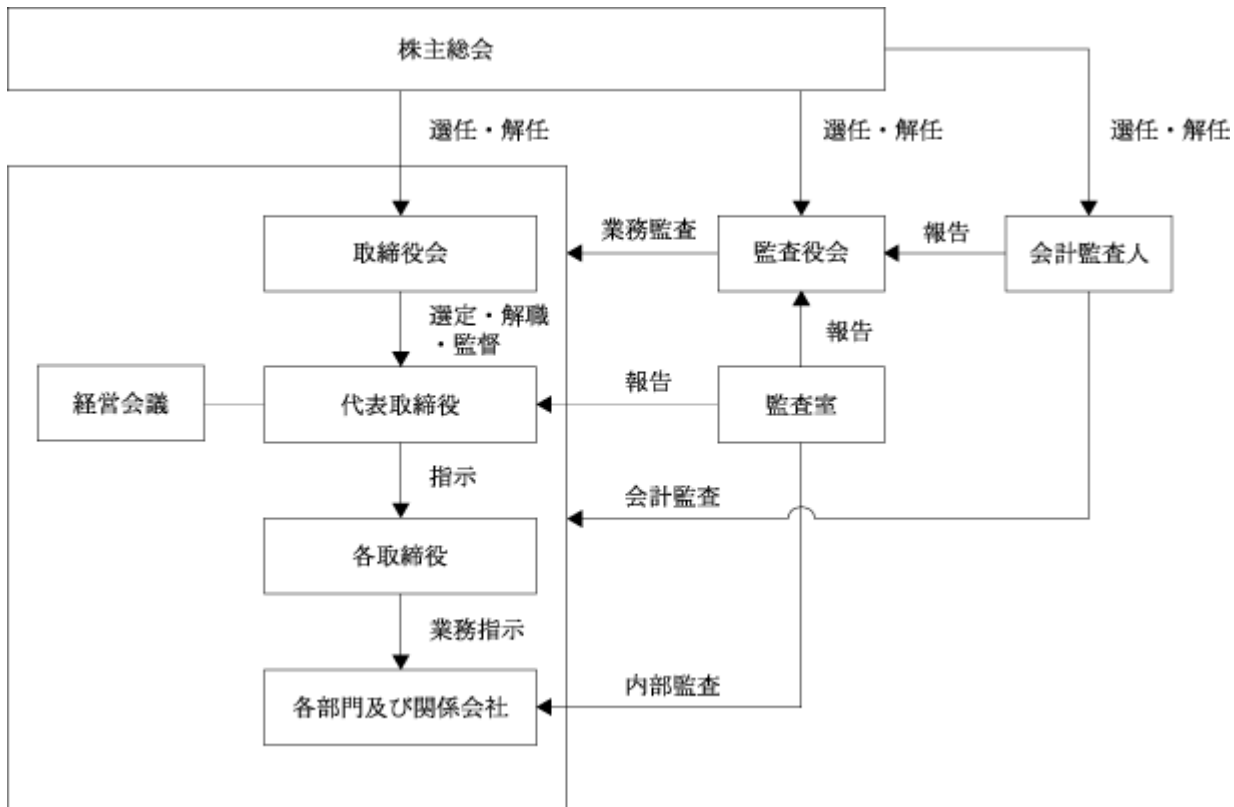 株主総会
選任・解任
選任・解任
選任・解任
取締役会
業務監査
監査役会
報告
会計監査人
選定・解職
・監督
報告
経営会議
代表取締役
報告
監査室
指示
会計監査
各取締役
業務指示
内部監査
各部門及び関係会社